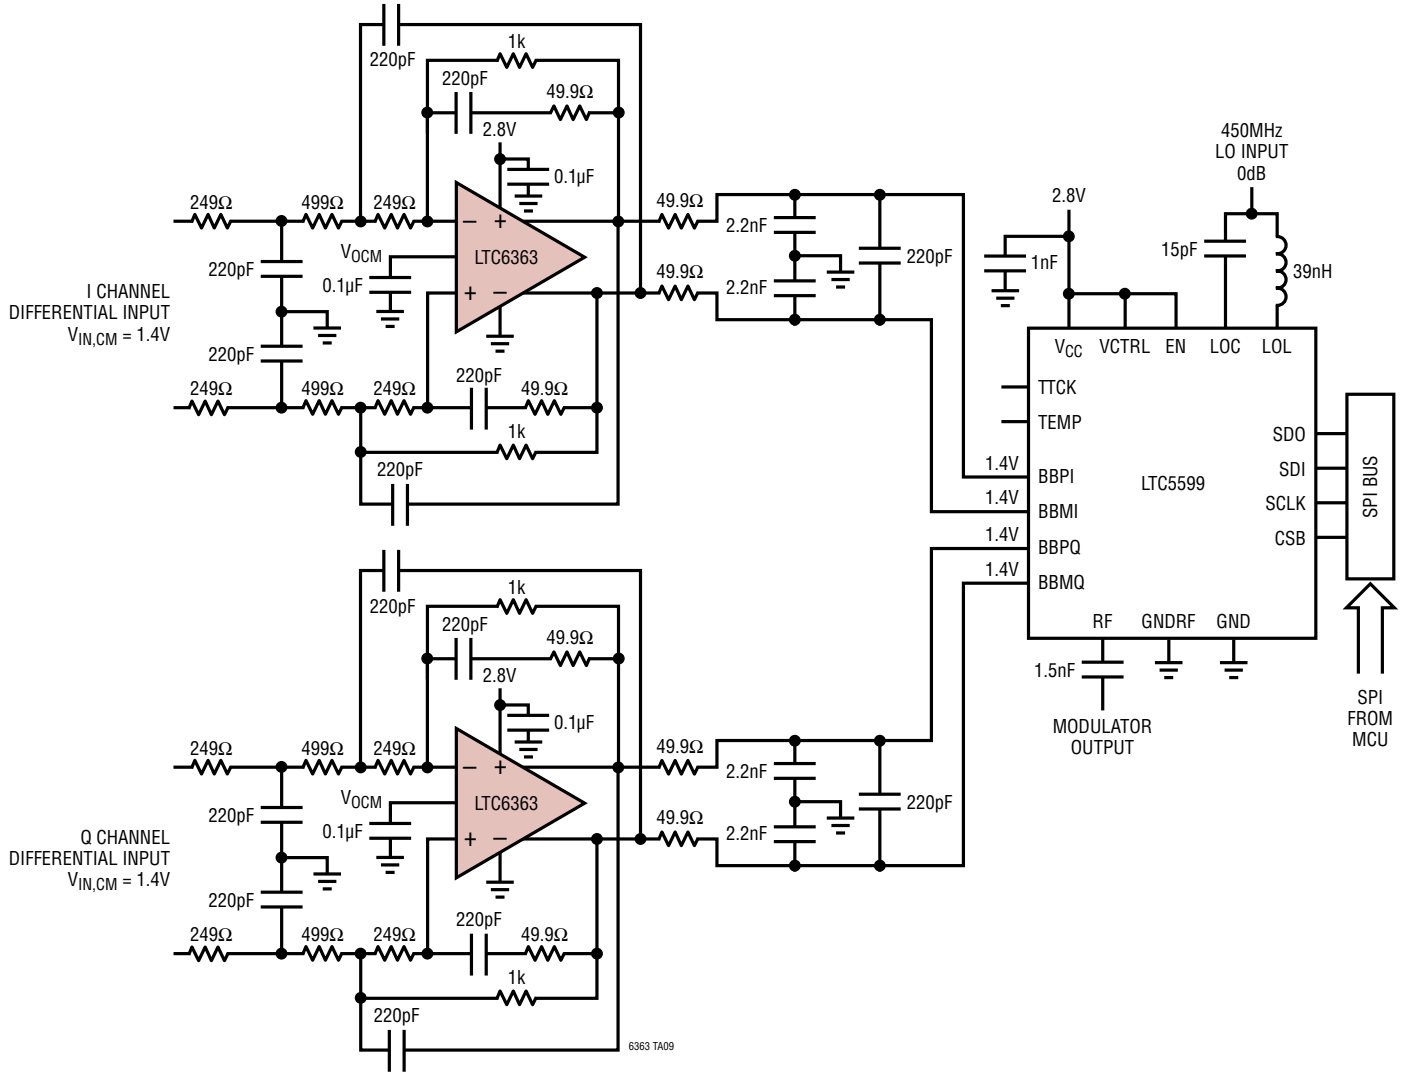 220pF
1k
220pF
49.9Ω
2.8V
0.1µF
249Ω
499Ω
249Ω
49.9Ω
– +
VOCM
LTC6363
220pF
0.1µF
2.2nF
220pF
I CHANNEL
DIFFERENTIAL INPUT
VIN,CM = 1.4V
+ –
49.9Ω
2.2nF
220pF
220pF
249Ω
499Ω
249Ω
49.9Ω
1k
220pF
220pF
1k
220pF
49.9Ω
2.8V
0.1µF
249Ω
499Ω
249Ω
49.9Ω
– +
VOCM
LTC6363
220pF
0.1µF
2.2nF
220pF
Q CHANNEL
DIFFERENTIAL INPUT
VIN,CM = 1.4V
+ –
49.9Ω
2.2nF
220pF
220pF
249Ω
499Ω
249Ω
49.9Ω
1k
220pF
6363 TA09
450MHz
LO INPUT
0dB
2.8V
1nF
15pF
39nH
VCC
VCTRL
EN
LOC
LOL
TTCK
TEMP
1.4V
BBPI
1.4V
BBMI
1.4V
BBPQ
1.4V
BBMQ
LTC5599
SDO
SDI
SCLK
CSB
SPI BUS
RF
GNDRF
GND
1.5nF
MODULATOR
OUTPUT
SPI
FROM
MCU